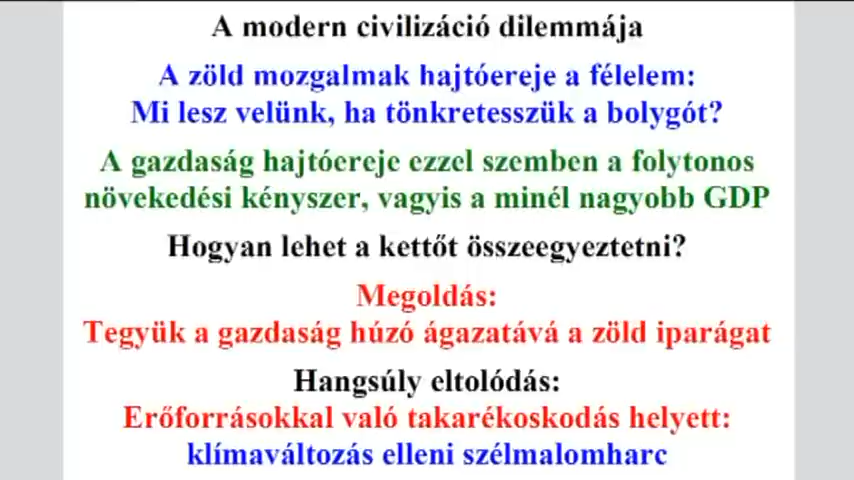 A modern civilizáció dilemmája
A zöld mozgalmak hajtóereje a félelem:
Mi lesz velünk, ha tönkretesszük a bolygót?
A gazdaság hajtóereje ezzel szemben a folytonos
növekedési kényszer, vagyis a minél nagyobb GDP
Hogyan lehet a kettőt összeegyeztetni?
Megoldás:
Tegyük a gazdaság húzó ágazatává a zöld iparágat
Hangsúly eltolódás:
Erőforrásokkal való takarékoskodás helyett:
klímaváltozás elleni szélmalomharc